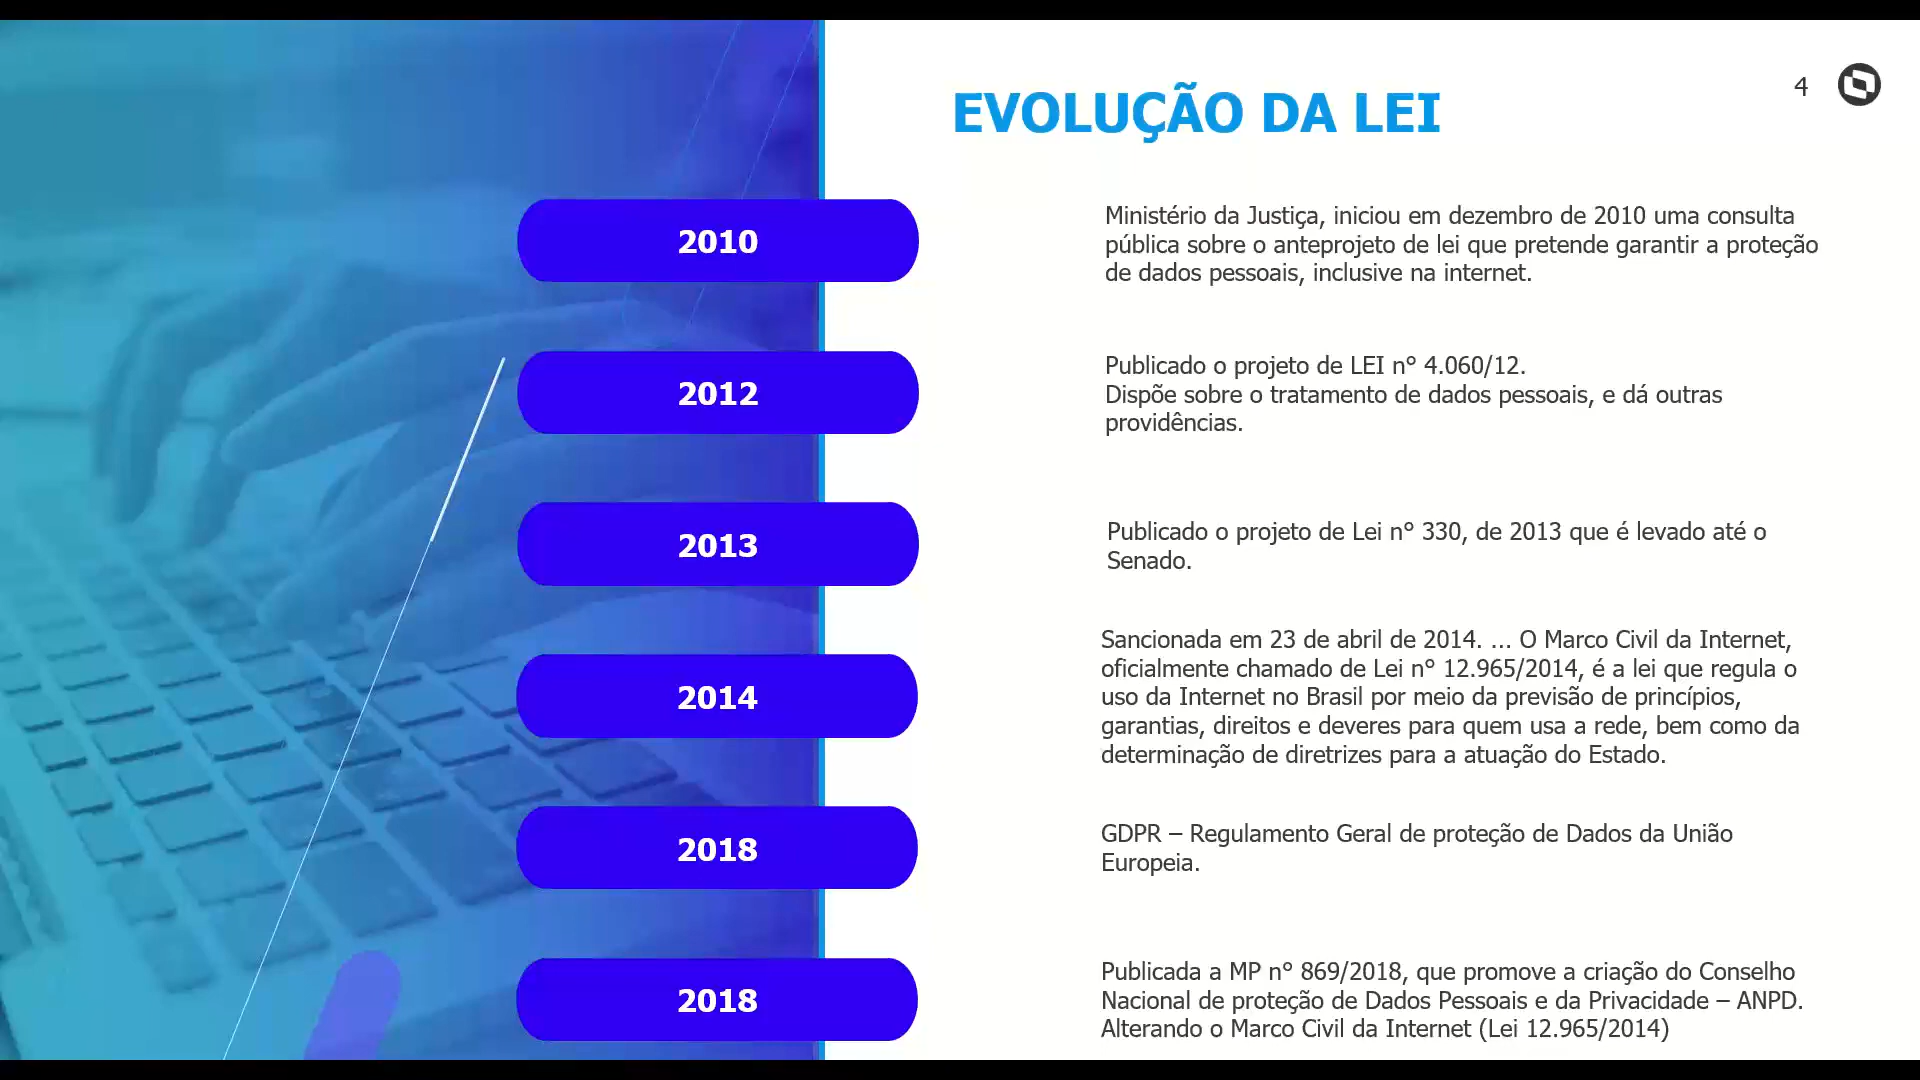 EVOLUÇÃO DA LEI
4
2010
Ministério da Justiça, iniciou em dezembro de 2010 uma consulta
pública sobre o anteprojeto de lei que pretende garantir a proteção
de dados pessoais, inclusive na internet.
2012
Publicado o projeto de LEI n° 4.060/12.
Dispõe sobre o tratamento de dados pessoais, e dá outras
providências.
2013
Publicado o projeto de Lei n° 330, de 2013 que é levado até o
Senado.
2014
Sancionada em 23 de abril de 2014. ... O Marco Civil da Internet,
oficialmente chamado de Lei n° 12.965/2014, é a lei que regula o
uso da Internet no Brasil por meio da previsão de princípios,
garantias, direitos e deveres para quem usa a rede, bem como da
determinação de diretrizes para a atuação do Estado.
2018
GDPR – Regulamento Geral de proteção de Dados da União
Europeia.
2018
Publicada a MP n° 869/2018, que promove a criação do Conselho
Nacional de proteção de Dados Pessoais e da Privacidade – ANPD.
Alterando o Marco Civil da Internet (Lei 12.965/2014)